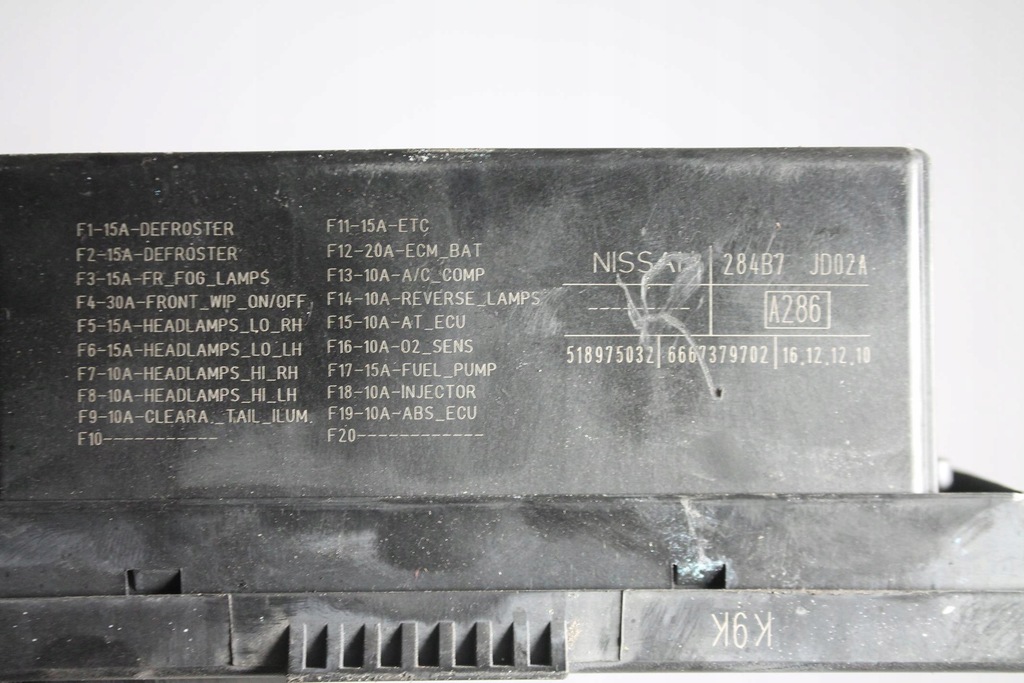 F1-15A-DEFROSTER
F2-15A-DEFROSTER
F3-15A-FR_FOG_LAMPS
F4-30A-FRONT_WIP_ON/OFF
F5-15A-HEADLAMPS_LO_RH
F6-15A-HEADLAMPS_LO_LH
F7-10A-HEADLAMPS_HI_RH
F8-10A-HEADLAMPS_HI_LH
F9-10A-CLEARA._TAIL_ILUM.
F10-----------
F11-15A-ETC
F12-20A-ECM_BAT
F13-10A-A/C_COMP
F14-10A-REVERSE_LAMPS
F15-10A-AT_ECU
F16-10A-O2_SENS
F17-15A-FUEL_PUMP
F18-10A-INJECTOR
F19-10A-ABS_ECU
F20------------
NISSAN 284B7 JD02A
A286
518975032 6667379702 16.12.12.10
K9K